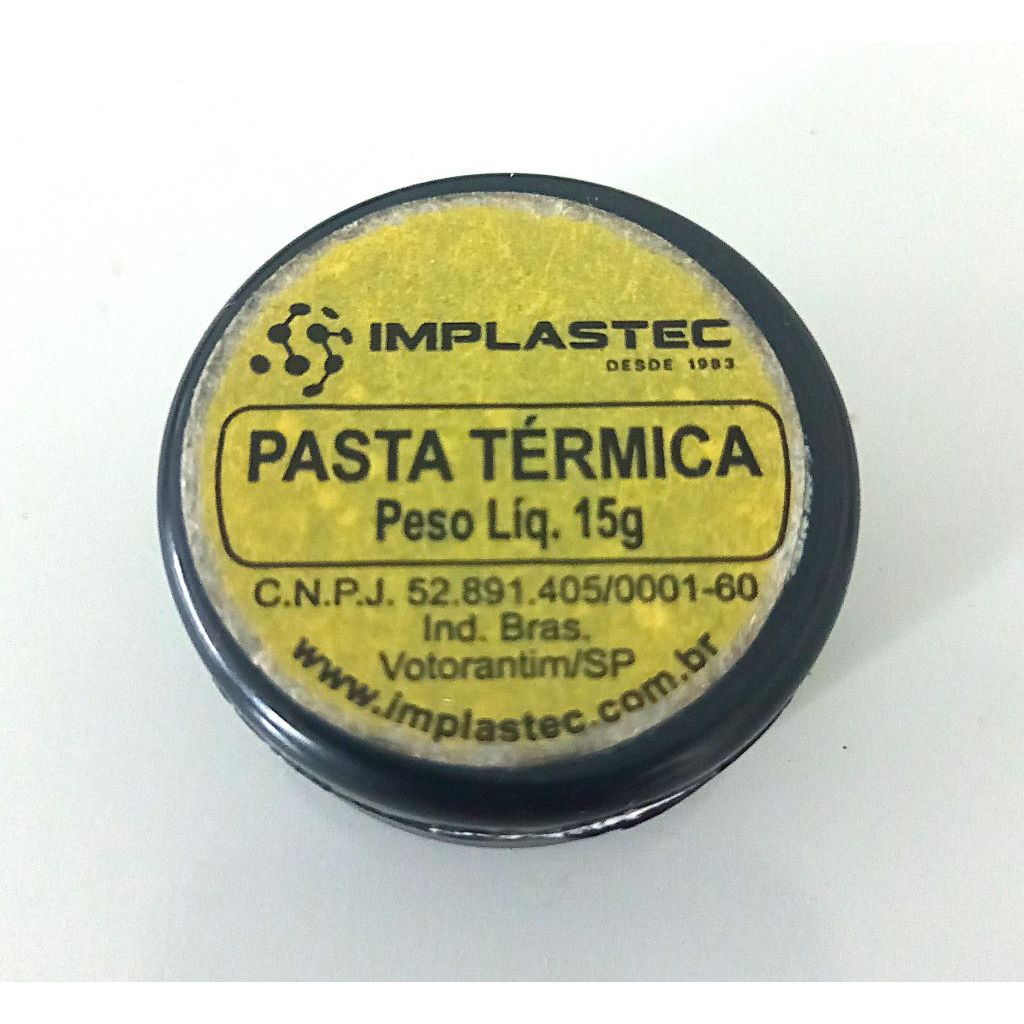 IMPLASTEC
DESDE 1983
PASTA TÉRMICA
Peso Líq. 15g
C.N.P.J. 52.891.405/0001-60
Ind. Bras.
Votorantim/SP
www.implastec.com.br